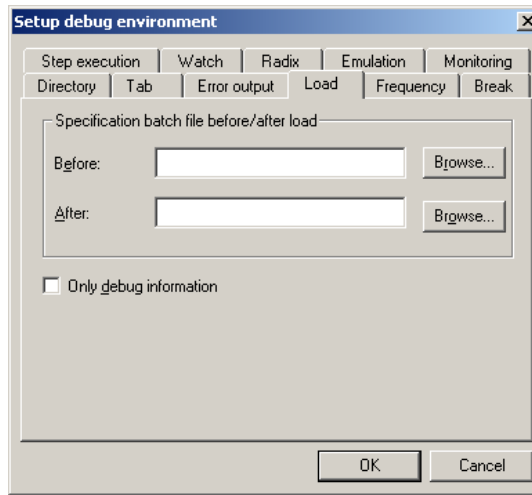 Setup debug environment
Step execution Watch Radix Emulation Monitoring
Directory Tab Error output Load Frequency Break
Specification batch file before/after load
Before: Browse...
After: Browse...
Only debug information
OK Cancel